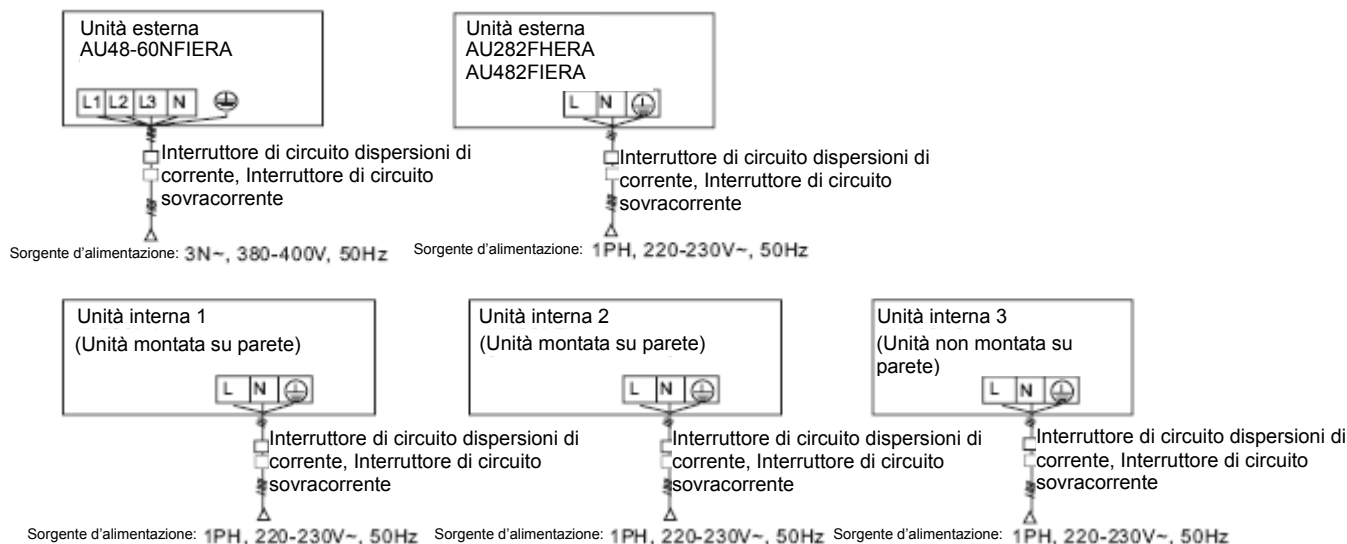 Unità esterna
AU48-60NFIERA
L1 L2 L3 N
Interruttore di circuito dispersioni di
corrente, Interruttore di circuito
sovracorrente
Sorgente d'alimentazione: 3N~, 380-400V, 50Hz
Unità esterna
AU282FHERA
AU482FIERA
L N
Interruttore di circuito dispersioni di
corrente, Interruttore di circuito
sovracorrente
Sorgente d'alimentazione: 1PH, 220-230V~, 50Hz
Unità interna 1
(Unità montata su parete)
L N
Interruttore di circuito dispersioni di
corrente, Interruttore di circuito
sovracorrente
Sorgente d'alimentazione: 1PH, 220-230V~, 50Hz
Unità interna 2
(Unità montata su parete)
L N
Interruttore di circuito dispersioni di
corrente, Interruttore di circuito
sovracorrente
Sorgente d'alimentazione: 1PH, 220-230V~, 50Hz
Unità interna 3
(Unità non montata su
parete)
L N
Interruttore di circuito dispersioni di
corrente, Interruttore di circuito
sovracorrente
Sorgente d'alimentazione: 1PH, 220-230V~, 50Hz